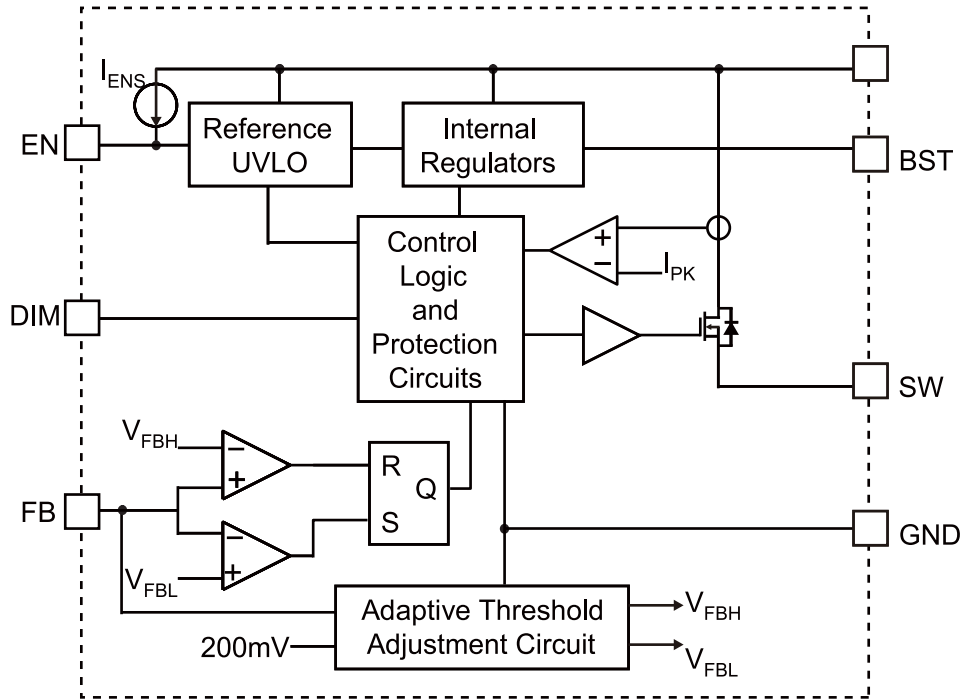 I_ENS
EN
Reference
UVLO
Internal
Regulators
BST
Control
Logic
and
Protection
Circuits
+
−
I_PK
DIM
SW
V_FBH
−
+
R
Q
S
FB
−
+
V_FBL
GND
Adaptive Threshold
Adjustment Circuit
200mV
V_FBH
V_FBL